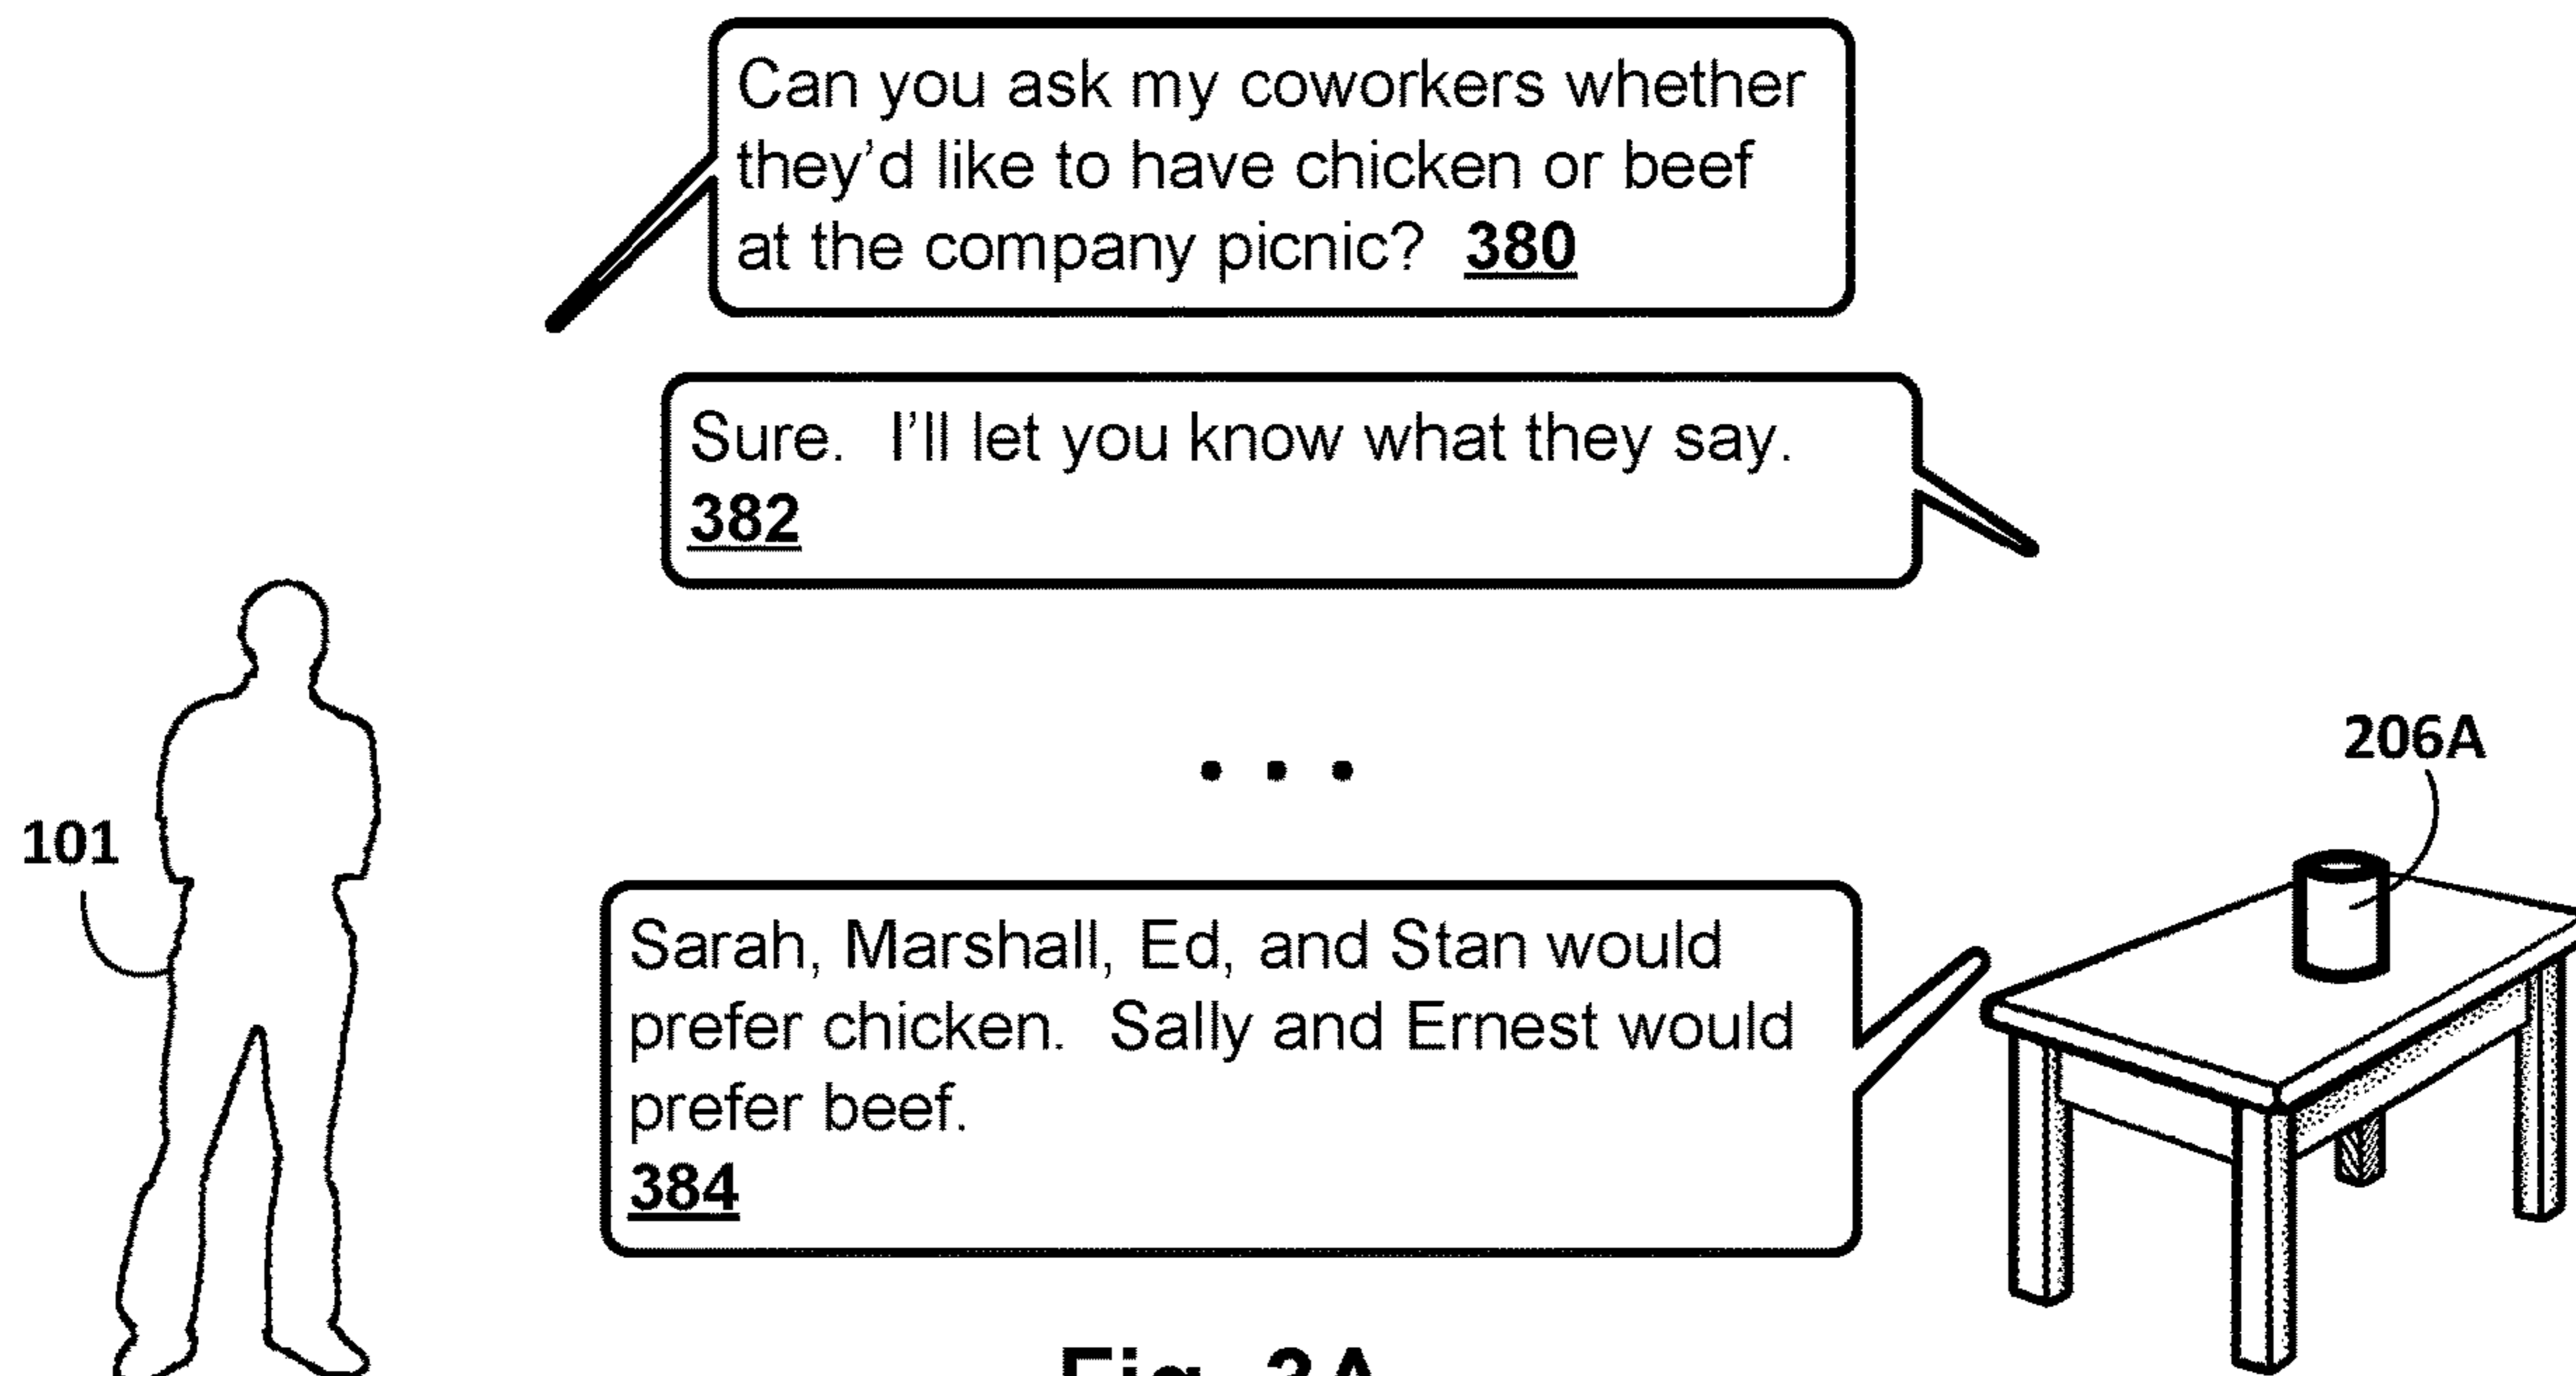 Can you ask my coworkers whether
they'd like to have chicken or beef
at the company picnic? 380
Sure. I'll let you know what they say.
382
. . .
206A
101
Sarah, Marshall, Ed, and Stan would
prefer chicken. Sally and Ernest would
prefer beef.
384
Fig. 3A